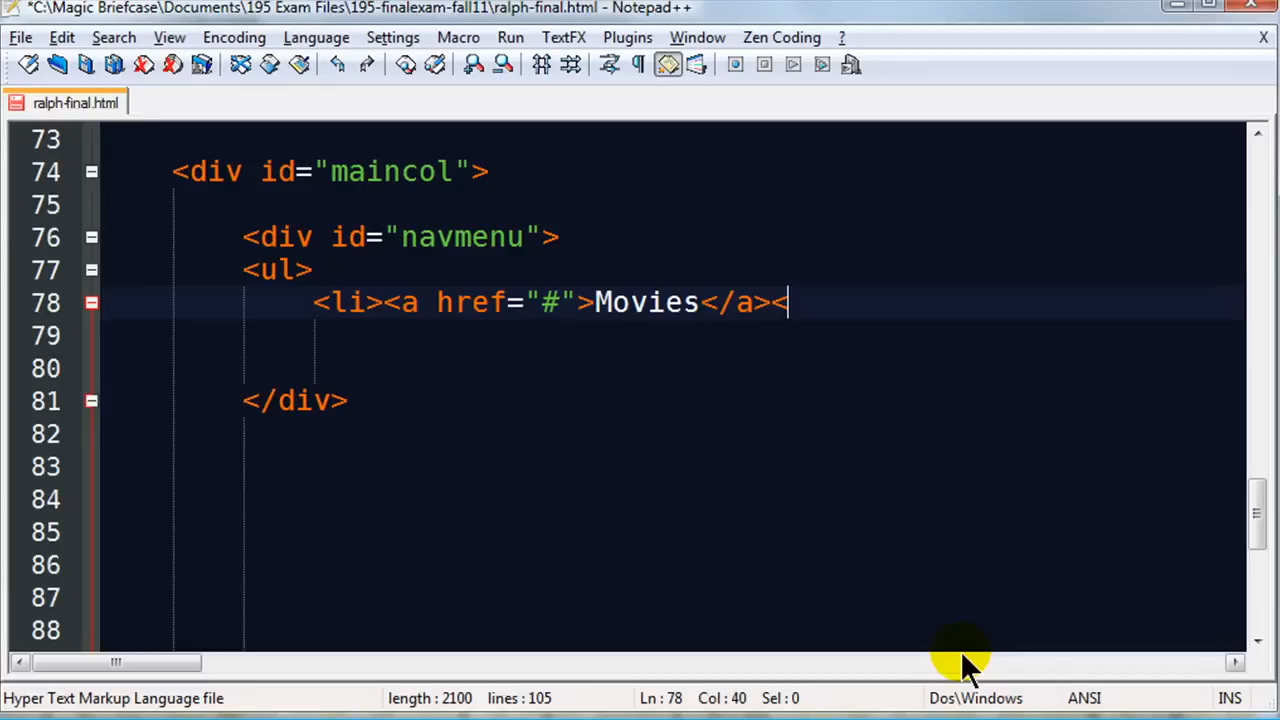 *C:\Magic Briefcase\Documents\195 Exam Files\195-finalexam-fall11\ralph-final.html - Notepad++
File Edit Search View Encoding Language Settings Macro Run TextFX Plugins Window Zen Coding ? X
ralph-final.html
73
74 <div id="maincol">
75
76 <div id="navmenu">
77 <ul>
78 <li><a href="#">Movies</a><
79
80
81 </div>
82
83
84
85
86
87
88
Hyper Text Markup Language file length : 2100 lines : 105 Ln : 78 Col : 40 Sel : 0 Dos\Windows ANSI INS